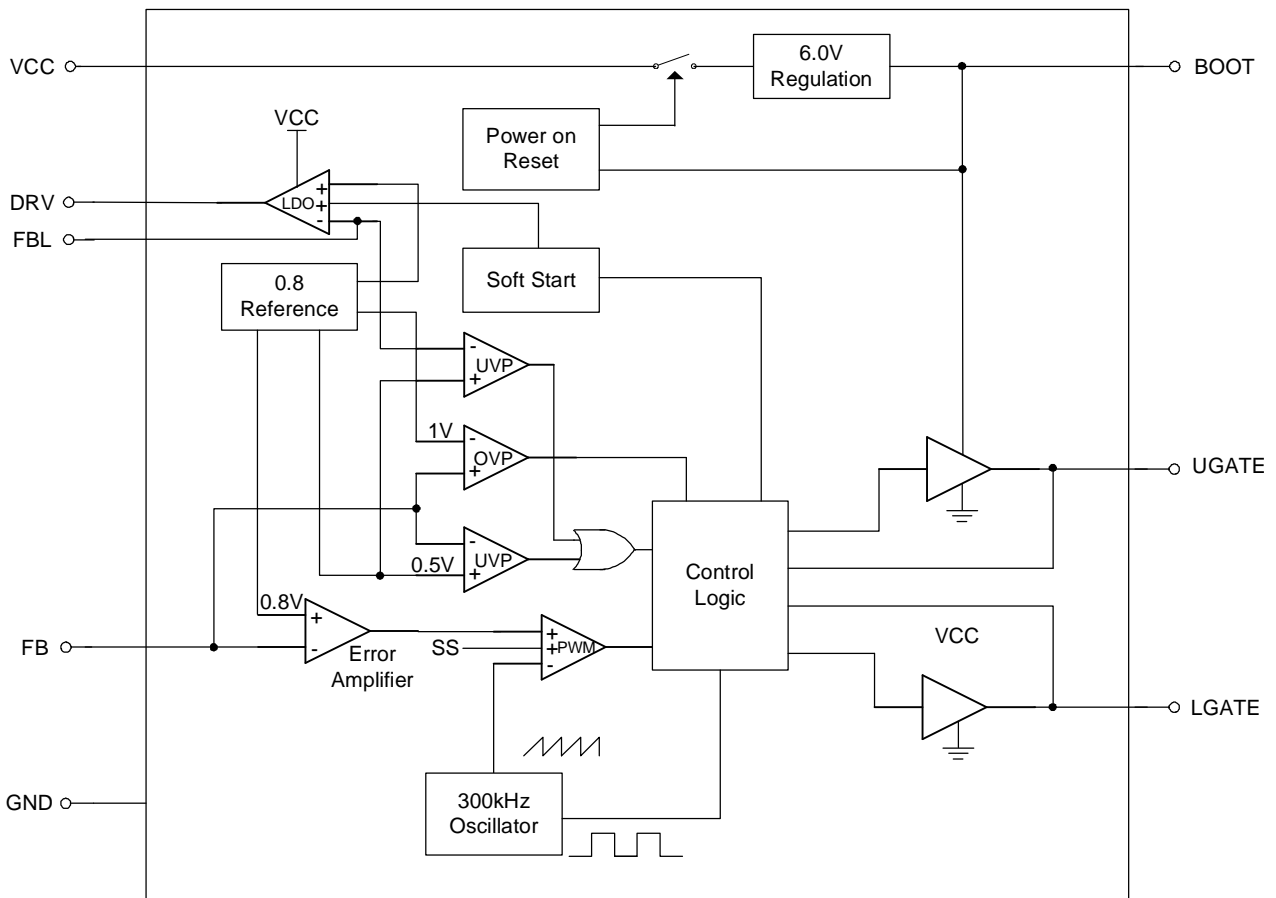 VCC
6.0V
Regulation
BOOT
Power on
Reset
VCC
DRV
LDO
+
+
-
FBL
0.8
Reference
Soft Start
-
UVP
+
1V
-
OVP
+
UGATE
-
UVP
0.5V
+
Control
Logic
0.8V
+
-
Error
Amplifier
FB
SS
+
+
PWM
-
VCC
LGATE
300kHz
Oscillator
GND